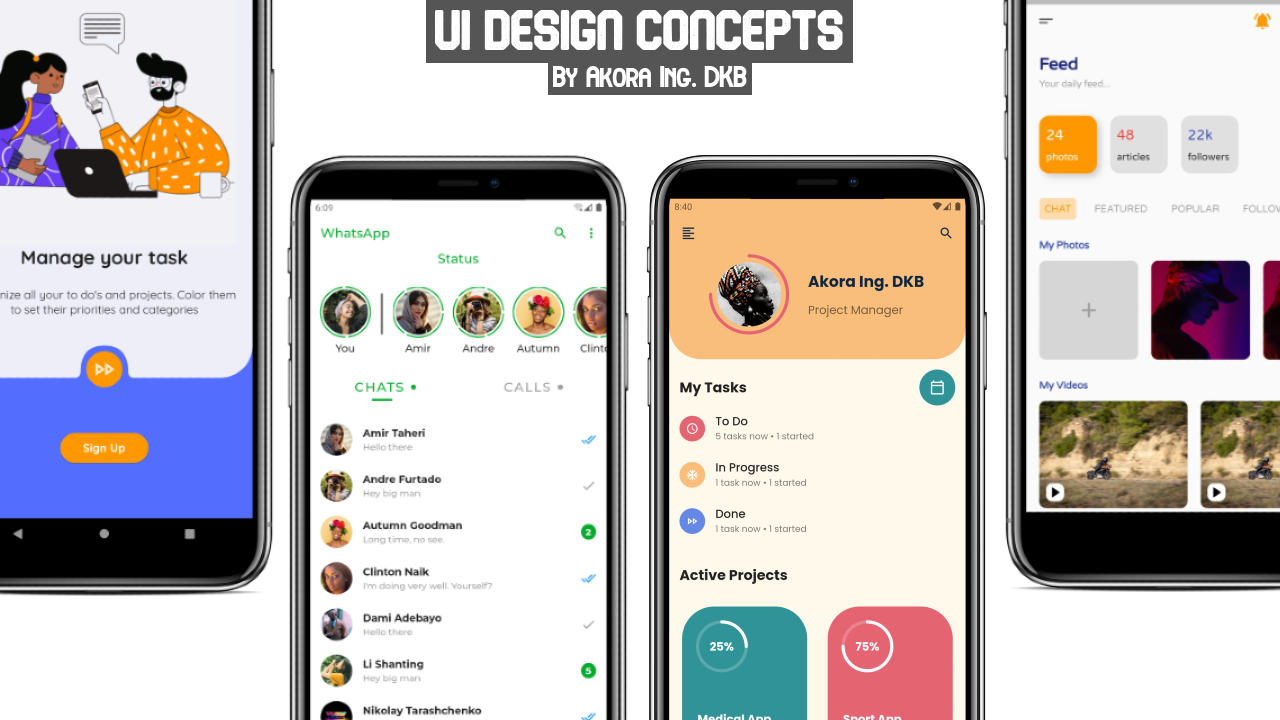 UI DESIGN CONCEPTS
BY AKORA ING. DKB
Manage your task
nize all your to do's and projects. Color them
to set their priorities and categories
Sign Up
6:09
WhatsApp
Status
You
Amir
Andre
Autumn
Clinto
CHATS •
CALLS •
Amir Taheri
Hello there
Andre Furtado
Hey big man
Autumn Goodman
Long time, no see.
2
Clinton Naik
I'm doing very well. Yourself?
Dami Adebayo
Hello there
Li Shanting
Hey big man
5
Nikolay Tarashchenko
8:40
Akora Ing. DKB
Project Manager
My Tasks
To Do
5 tasks now • 1 started
In Progress
1 task now • 1 started
Done
1 task now • 1 started
Active Projects
25%
75%
Medical App
Sport App
Feed
Your daily feed...
24
photos
48
articles
22k
followers
CHAT
FEATURED
POPULAR
FOLLOW
My Photos
My Videos